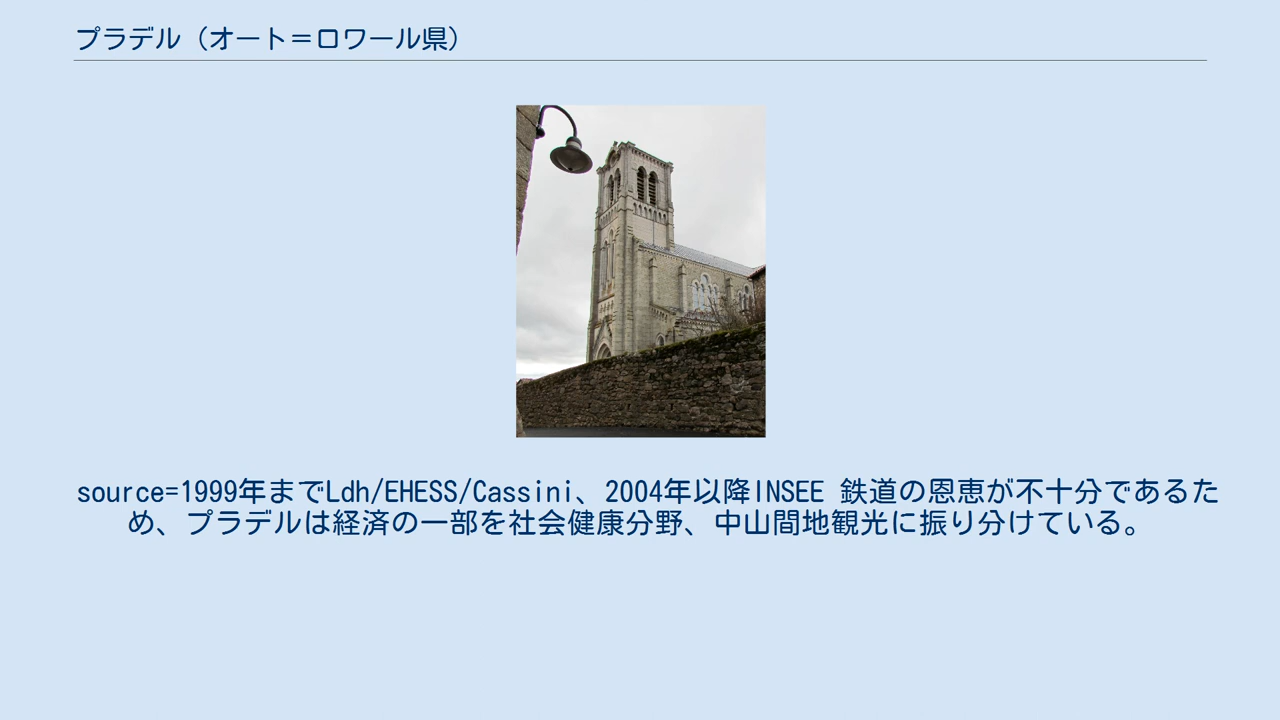 プラデル（オート＝ロワール県）
source=1999年までLdh/EHESS/Cassini、2004年以降INSEE 鉄道の恩恵が不十分であるた
め、プラデルは経済の一部を社会健康分野、中山間地観光に振り分けている。